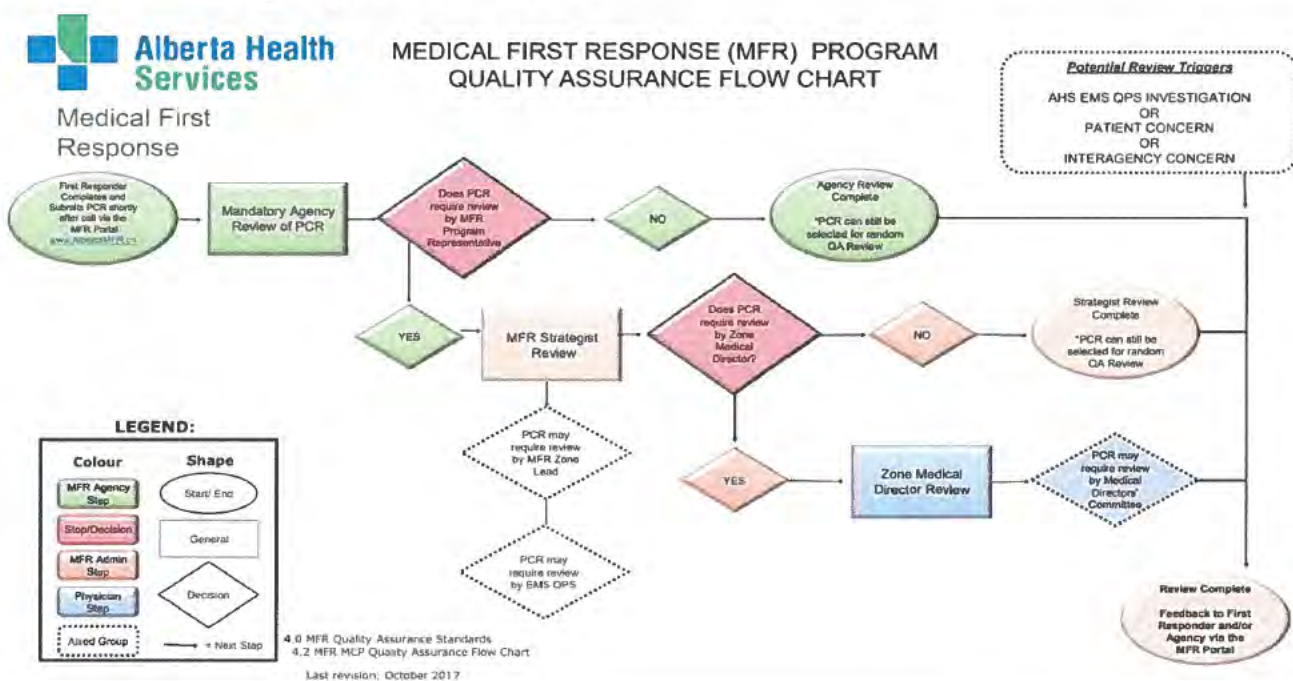 Alberta Health
Services
Medical First
Response
MEDICAL FIRST RESPONSE (MFR) PROGRAM
QUALITY ASSURANCE FLOW CHART
Potential Review Triggers
AHS EMS QPS INVESTIGATION
OR
PATIENT CONCERN
OR
INTERAGENCY CONCERN
First Responder
Completes and
Submits PCR shortly
after call via the
MFR Portal
www.AlbertaMFR.ca
Mandatory Agency
Review of PCR
Does PCR
require review
by MFR
Program
Representative
NO
Agency Review
Complete
*PCR can still be
selected for random
QA Review
YES
MFR Strategist
Review
Does PCR
require review
by Zone
Medical
Director?
NO
Strategist Review
Complete
*PCR can still be
selected for random
QA Review
PCR may
require review
by MFR Zone
Lead
YES
Zone Medical
Director Review
PCR may
require review
by Medical
Directors'
Committee
PCR may
require review
by EMS QPS
Review Complete
Feedback to First
Responder and/or
Agency via the
MFR Portal
LEGEND:
Colour
Shape
MFR Agency
Step
Start/ End
Stop/Decision
General
MFR Admin
Step
Decision
Physician
Step
Allied Group
= Next Step
4.0 MFR Quality Assurance Standards
4.2 MFR MCP Quality Assurance Flow Chart
Last revision: October 2017